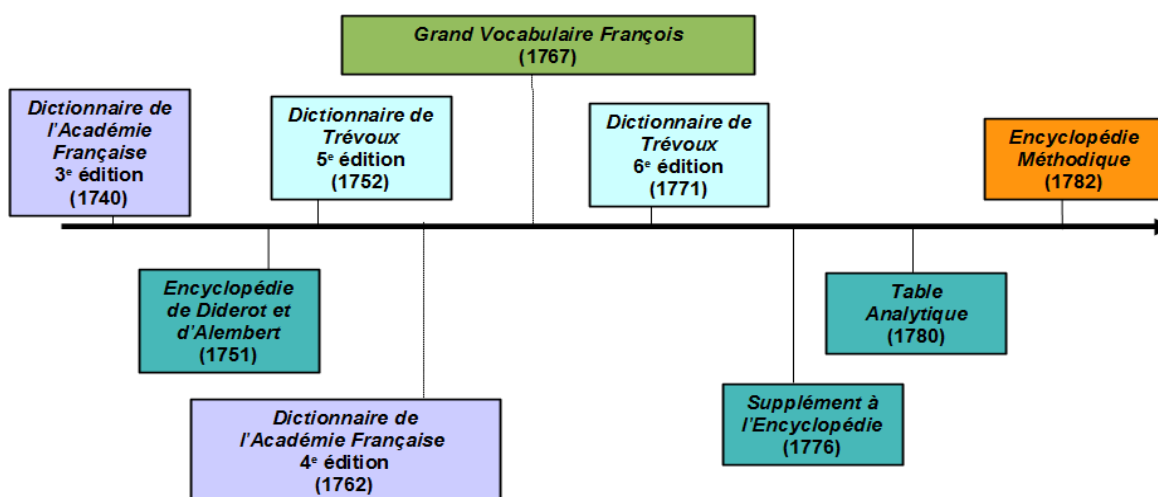 Grand Vocabulaire François
(1767)
Dictionnaire de
l'Académie
Française
3e édition
(1740)
Dictionnaire de
Trévoux
5e édition
(1752)
Dictionnaire de
Trévoux
6e édition
(1771)
Encyclopédie
Méthodique
(1782)
Encyclopédie
de Diderot et
d'Alembert
(1751)
Table
Analytique
(1780)
Dictionnaire de
l'Académie Française
4e édition
(1762)
Supplément à
l'Encyclopédie
(1776)